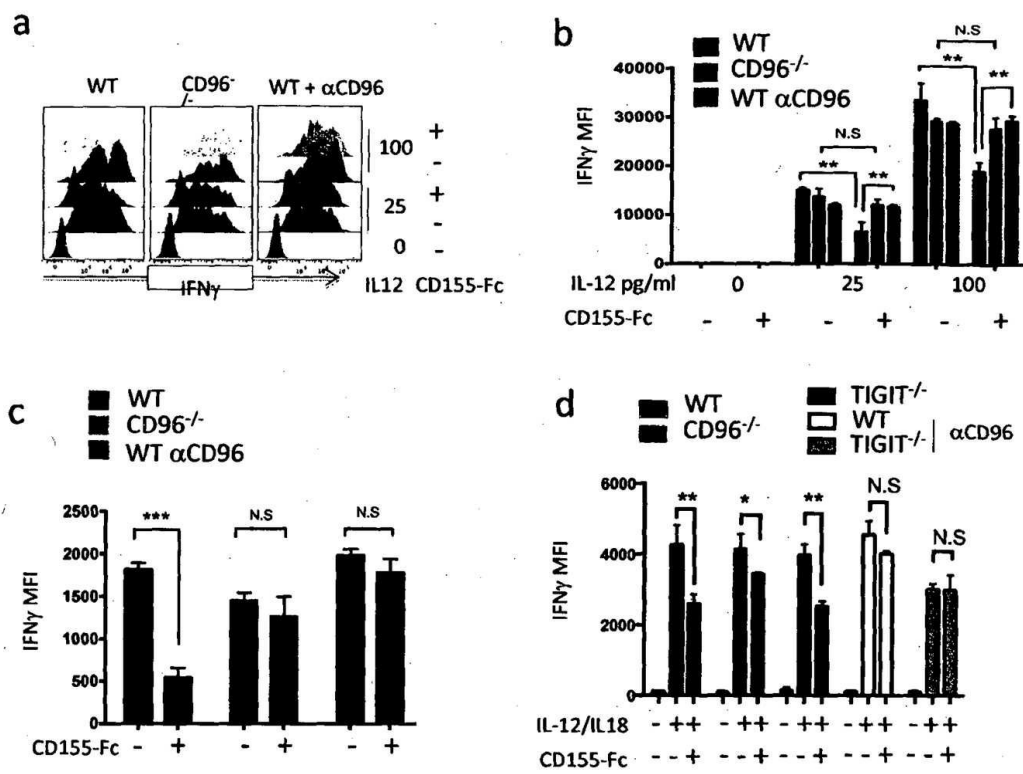 a
WT
CD96-/-
WT + αCD96
100
+
-
25
+
-
0
-
IFNγ
IL12 CD155-Fc
b
WT
CD96-/-
WT αCD96
N.S
**
**
N.S
**
**
IFNγ MFI
40000
30000
20000
10000
0
IL-12 pg/ml 0 25 100
CD155-Fc - + - + - +
c
WT
CD96-/-
WT αCD96
*** N.S N.S
IFNγ MFI
2500
2000
1500
1000
500
0
CD155-Fc - + - + - +
d
WT
CD96-/-
TIGIT-/-
WT
TIGIT-/-
αCD96
** * ** N.S N.S
IFNγ MFI
6000
4000
2000
0
IL-12/IL18 - + + - + + - + + - + + - + +
CD155-Fc - - + - - + - - + - - + - - +